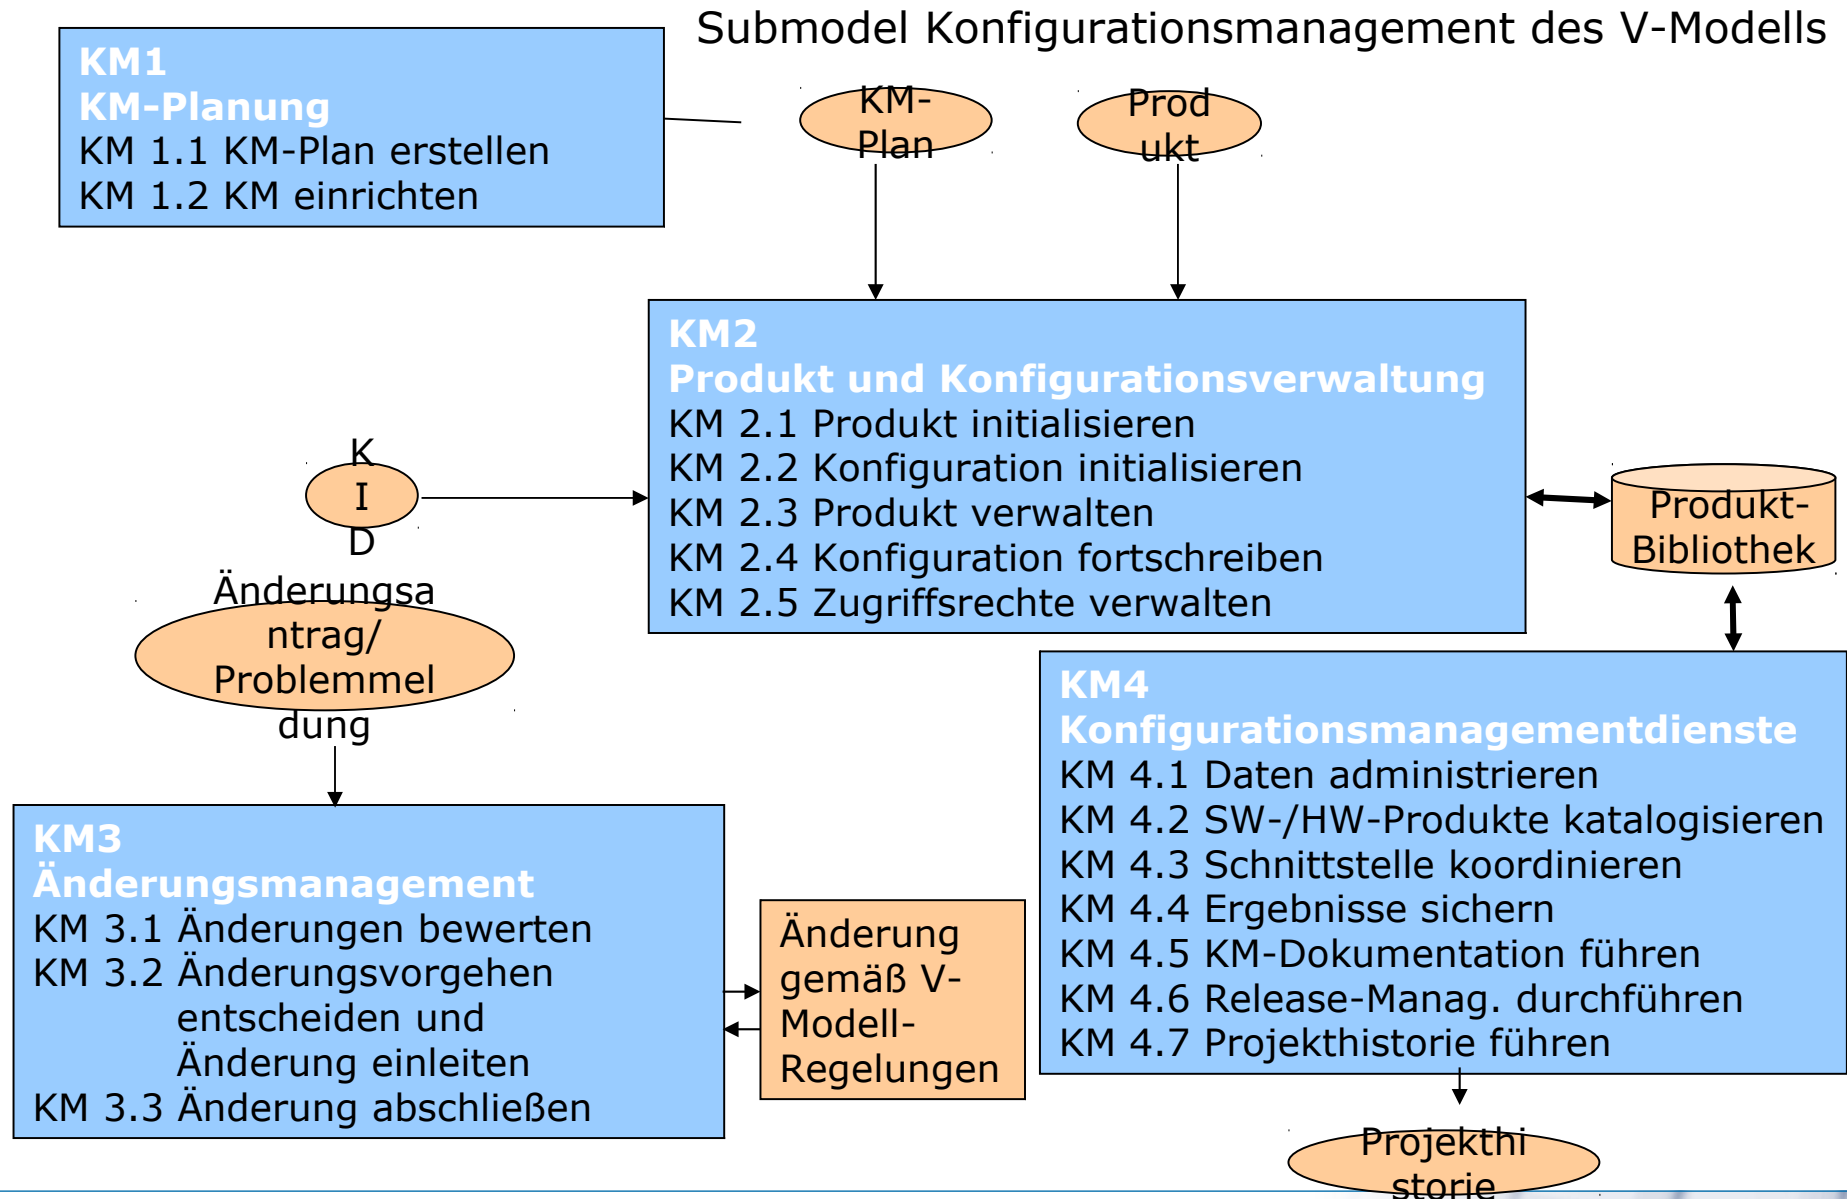 Submodel Konfigurationsmanagement des V-Modells
KM1
KM-Planung
KM 1.1 KM-Plan erstellen
KM 1.2 KM einrichten
KM-
Plan
Prod
ukt
KM2
Produkt und Konfigurationsverwaltung
KM 2.1 Produkt initialisieren
KM 2.2 Konfiguration initialisieren
KM 2.3 Produkt verwalten
KM 2.4 Konfiguration fortschreiben
KM 2.5 Zugriffsrechte verwalten
K
I
D
Produkt-
Bibliothek
Änderungsa
ntrag/
Problemmel
dung
KM3
Änderungsmanagement
KM 3.1 Änderungen bewerten
KM 3.2 Änderungsvorgehen
entscheiden und
Änderung einleiten
KM 3.3 Änderung abschließen
Änderung
gemäß V-
Modell-
Regelungen
KM4
Konfigurationsmanagementdienste
KM 4.1 Daten administrieren
KM 4.2 SW-/HW-Produkte katalogisieren
KM 4.3 Schnittstelle koordinieren
KM 4.4 Ergebnisse sichern
KM 4.5 KM-Dokumentation führen
KM 4.6 Release-Manag. durchführen
KM 4.7 Projekthistorie führen
Projekthi
storie